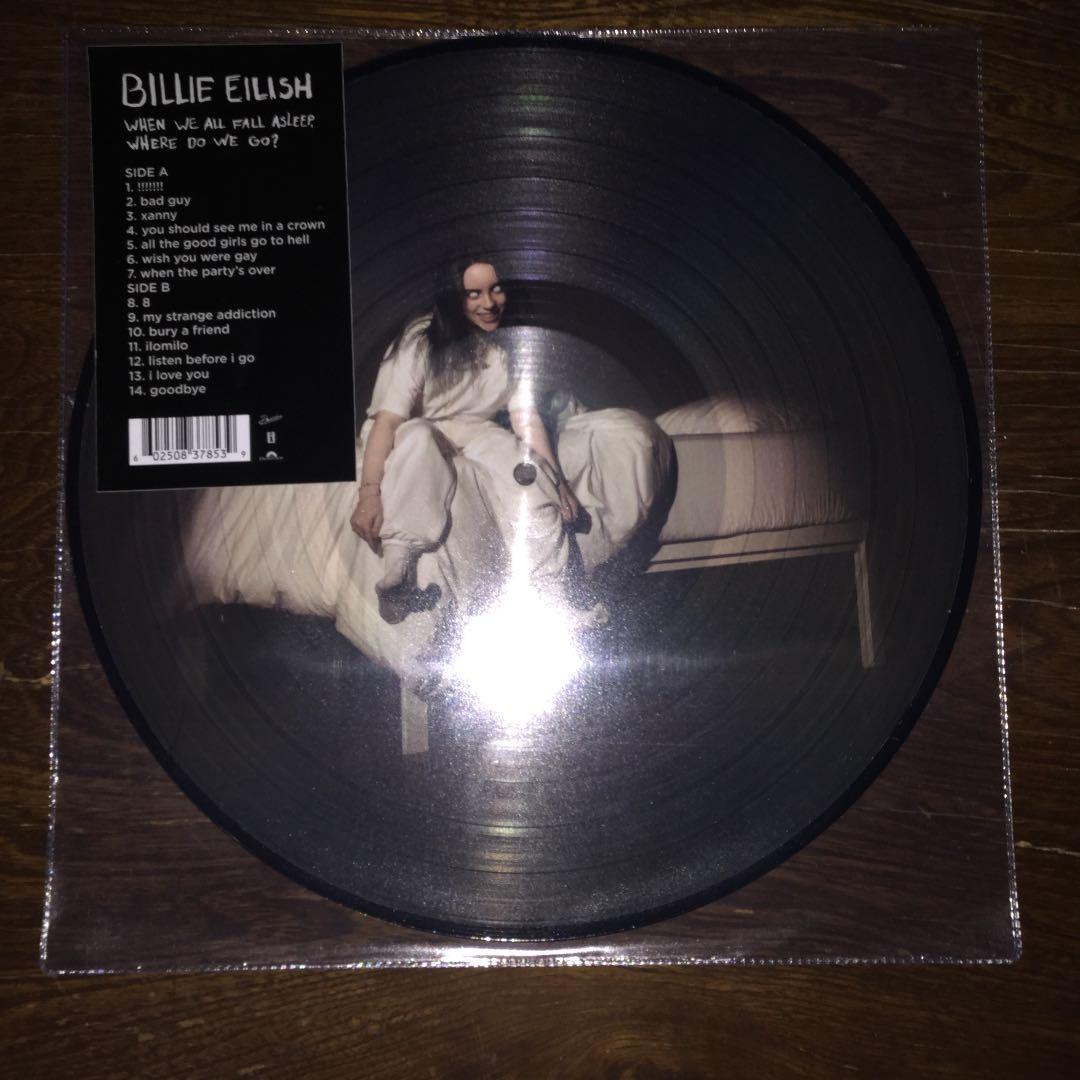 BILLIE EILISH
WHEN WE ALL FALL ASLEEP,
WHERE DO WE GO?
SIDE A
1. !!!!!!!
2. bad guy
3. xanny
4. you should see me in a crown
5. all the good girls go to hell
6. wish you were gay
7. when the party's over
SIDE B
8. 8
9. my strange addiction
10. bury a friend
11. ilomilo
12. listen before i go
13. i love you
14. goodbye
6 02508 37853 9